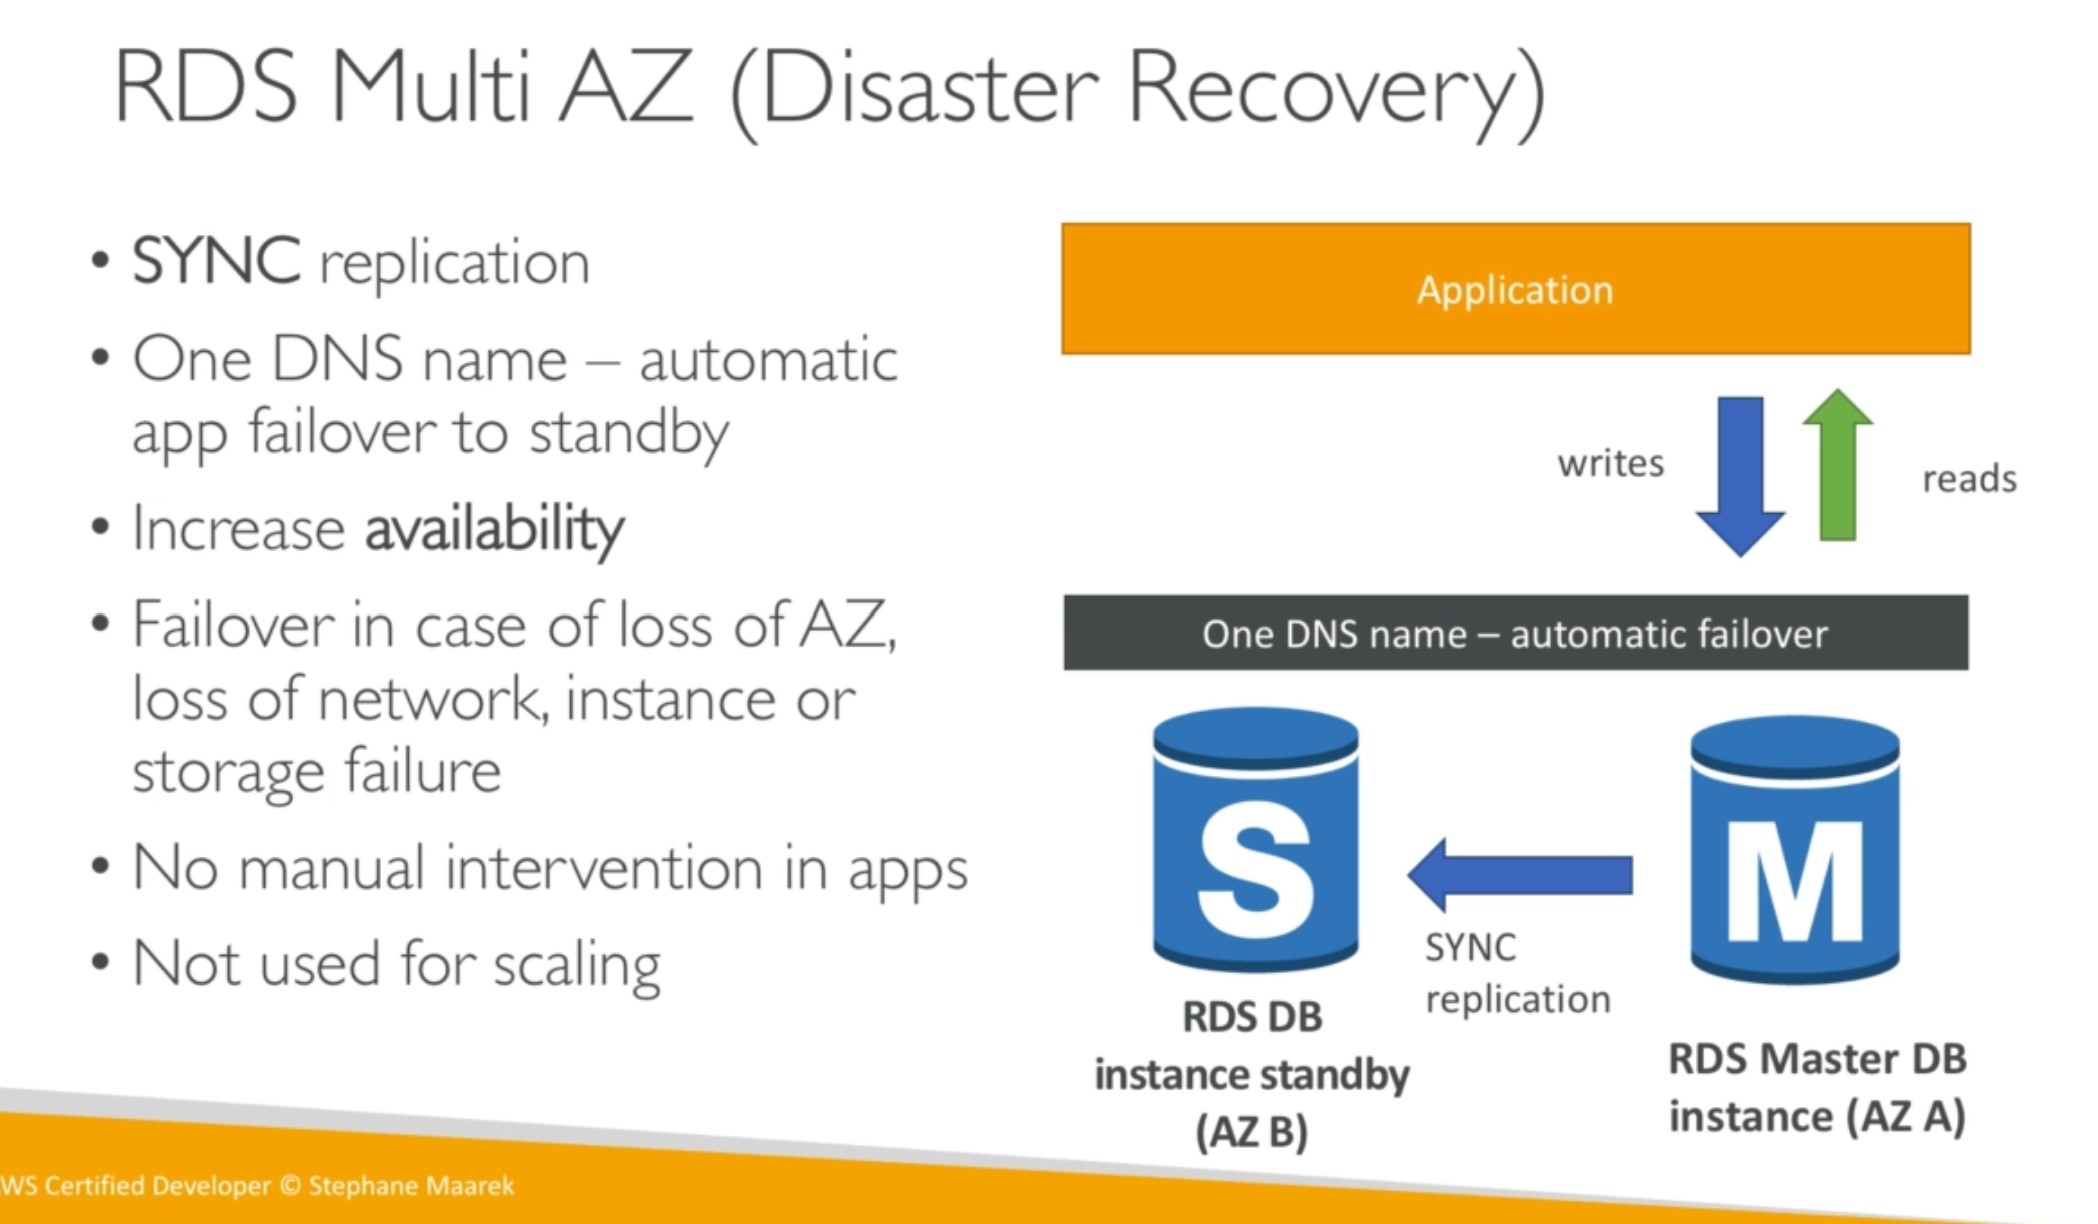 RDS Multi AZ (Disaster Recovery)
• SYNC replication
• One DNS name – automatic
app failover to standby
• Increase availability
• Failover in case of loss of AZ,
loss of network, instance or
storage failure
• No manual intervention in apps
• Not used for scaling
Application
writes
reads
One DNS name – automatic failover
S
M
SYNC
replication
RDS DB
instance standby
(AZ B)
RDS Master DB
instance (AZ A)
WS Certified Developer © Stephane Maarek